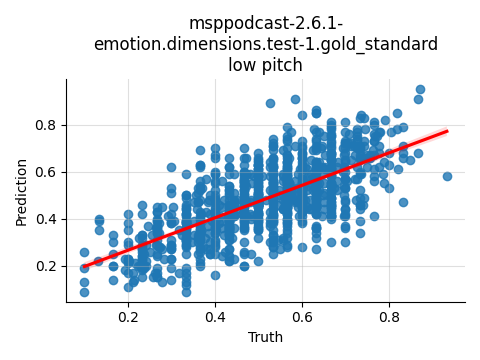 msppodcast-2.6.1-
emotion.dimensions.test-1.gold_standard
low pitch
Prediction
0.8
0.6
0.4
0.2
0.2
0.4
0.6
0.8
Truth